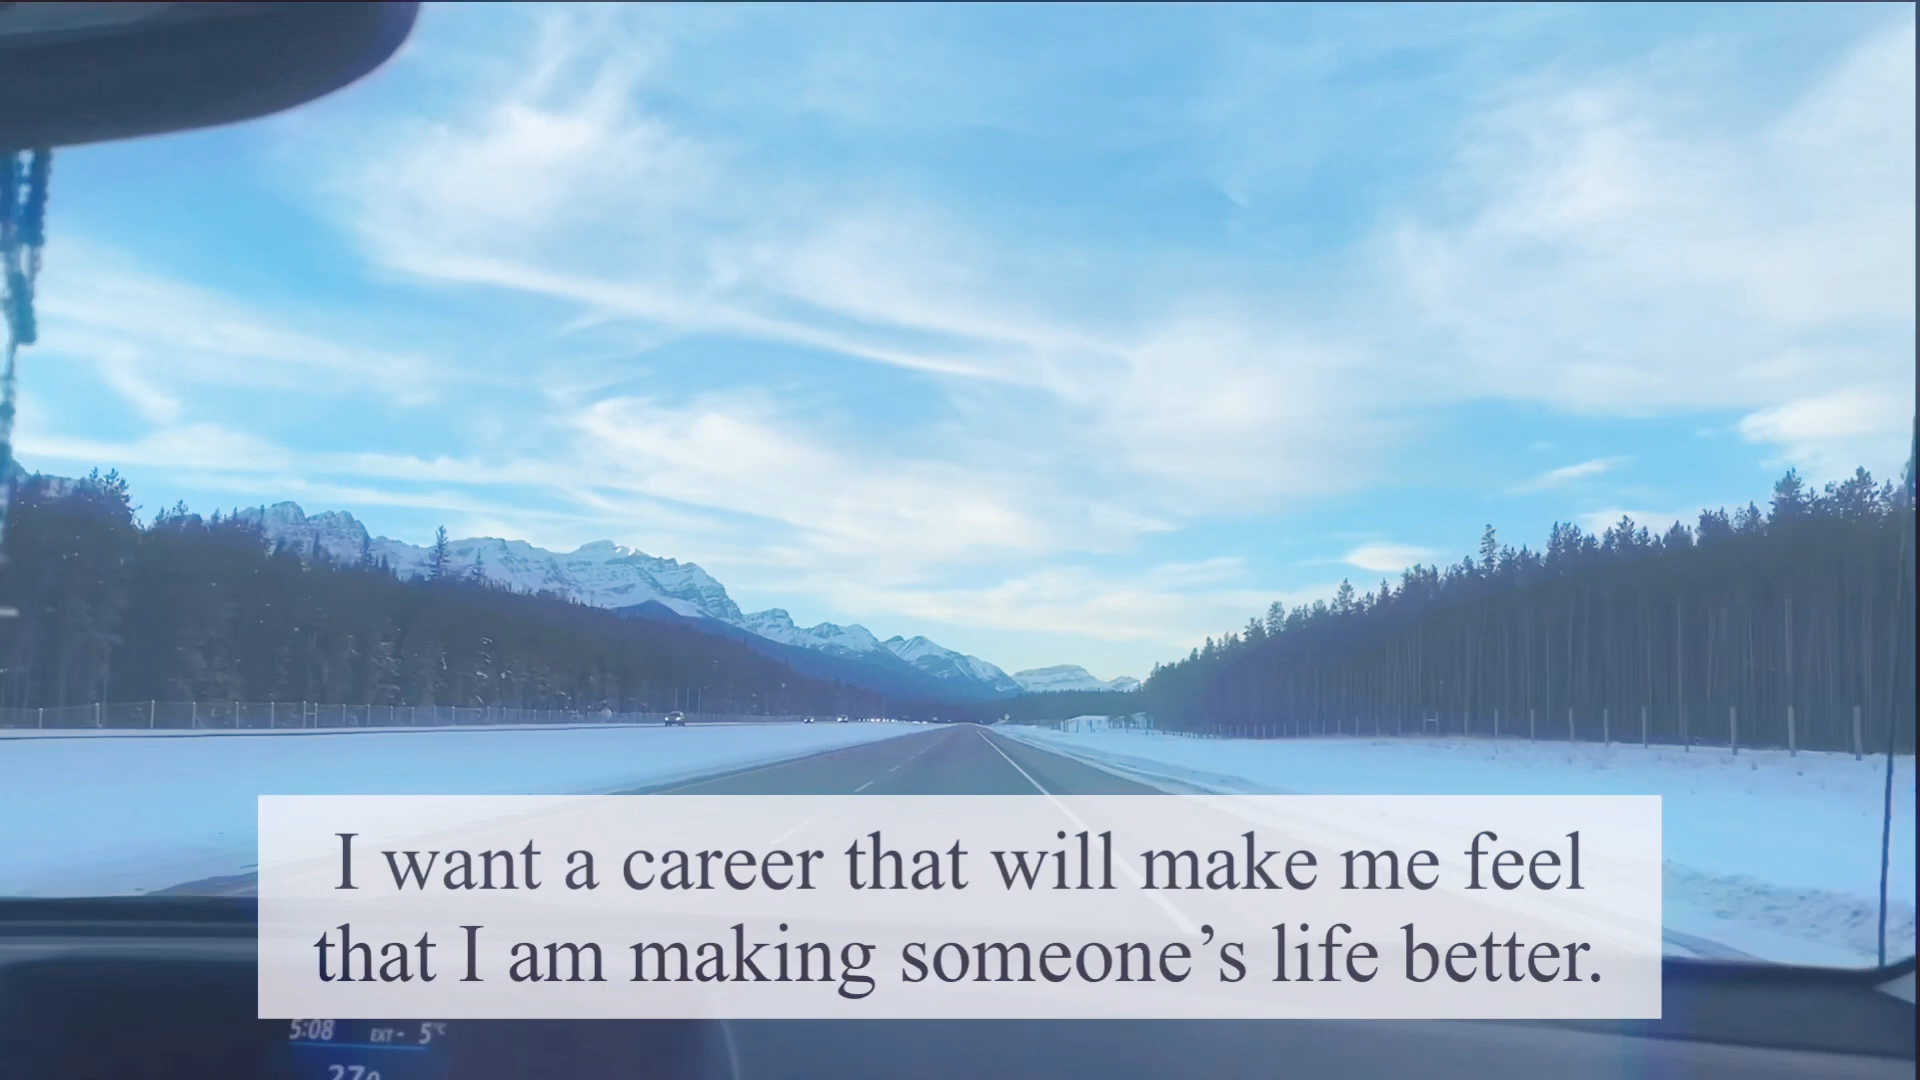 I want a career that will make me feel
that I am making someone’s life better.
5:08 EXT - 5°C